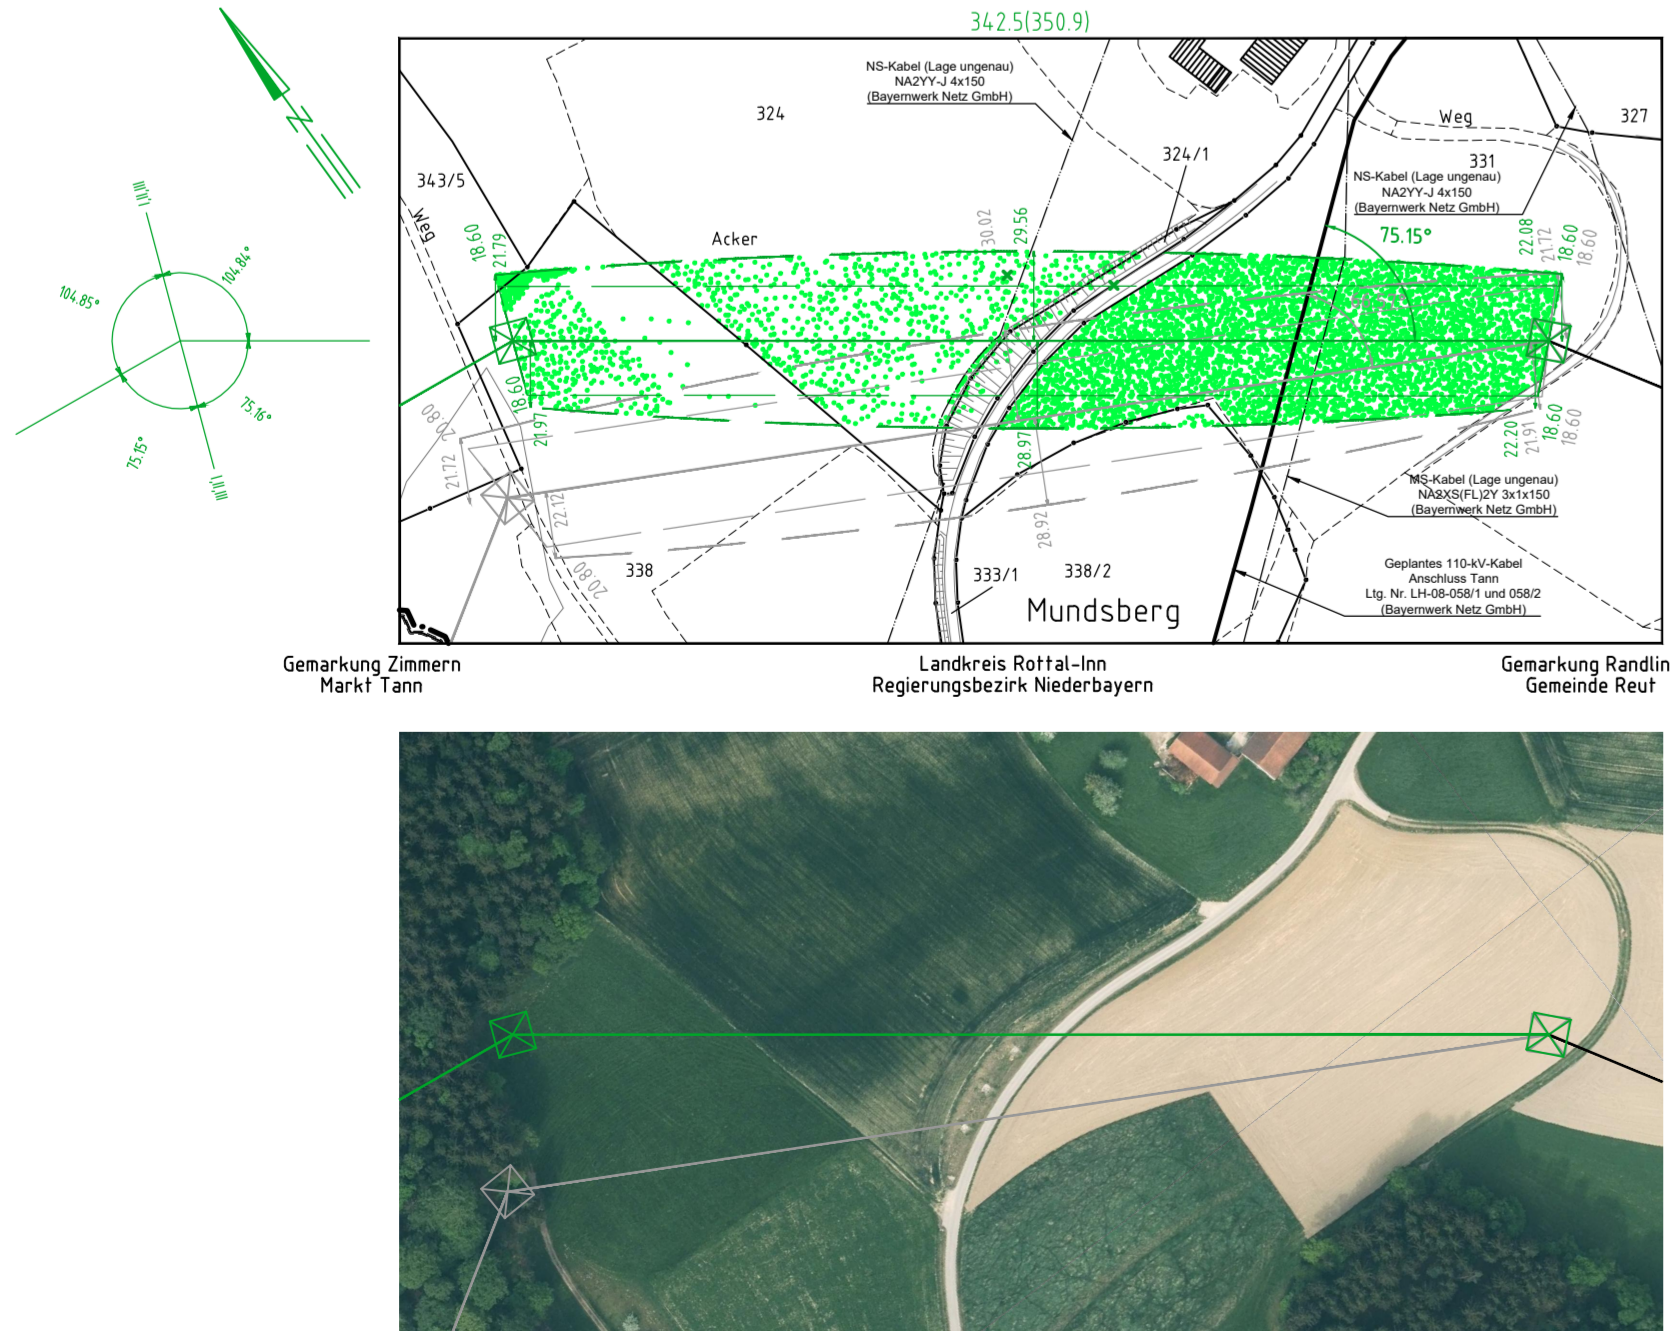 342.5(350.9)
NS-Kabel (Lage ungenau)
NA2YY-J 4x150
(Bayernwerk Netz GmbH)
324
324/1
Weg
327
331
NS-Kabel (Lage ungenau)
NA2YY-J 4x150
(Bayernwerk Netz GmbH)
343/5
Weg
Acker
18.60
21.79
30.02
29.56
75.15°
22.08
21.72
18.60
18.60
N
I,II,III
104.84°
104.85°
75.16°
75.15°
I,II,III
18.60
21.97
20.80
21.72
22.12
20.80
28.97
28.92
22.20
21.91
18.60
18.60
MS-Kabel (Lage ungenau)
NA2XS(FL)2Y 3x1x150
(Bayernwerk Netz GmbH)
338
333/1
338/2
Mundsberg
Geplantes 110-kV-Kabel
Anschluss Tann
Ltg. Nr. LH-08-058/1 und 058/2
(Bayernwerk Netz GmbH)
Gemarkung Zimmern
Markt Tann
Landkreis Rottal-Inn
Regierungsbezirk Niederbayern
Gemarkung Randlin
Gemeinde Reut